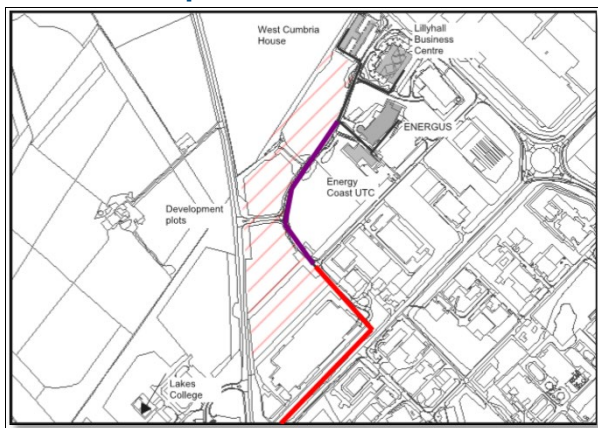 West Cumbria
House
Lillyhall
Business
Centre
ENERGUS
Energy
Coast UTC
Development
plots
Lakes
College